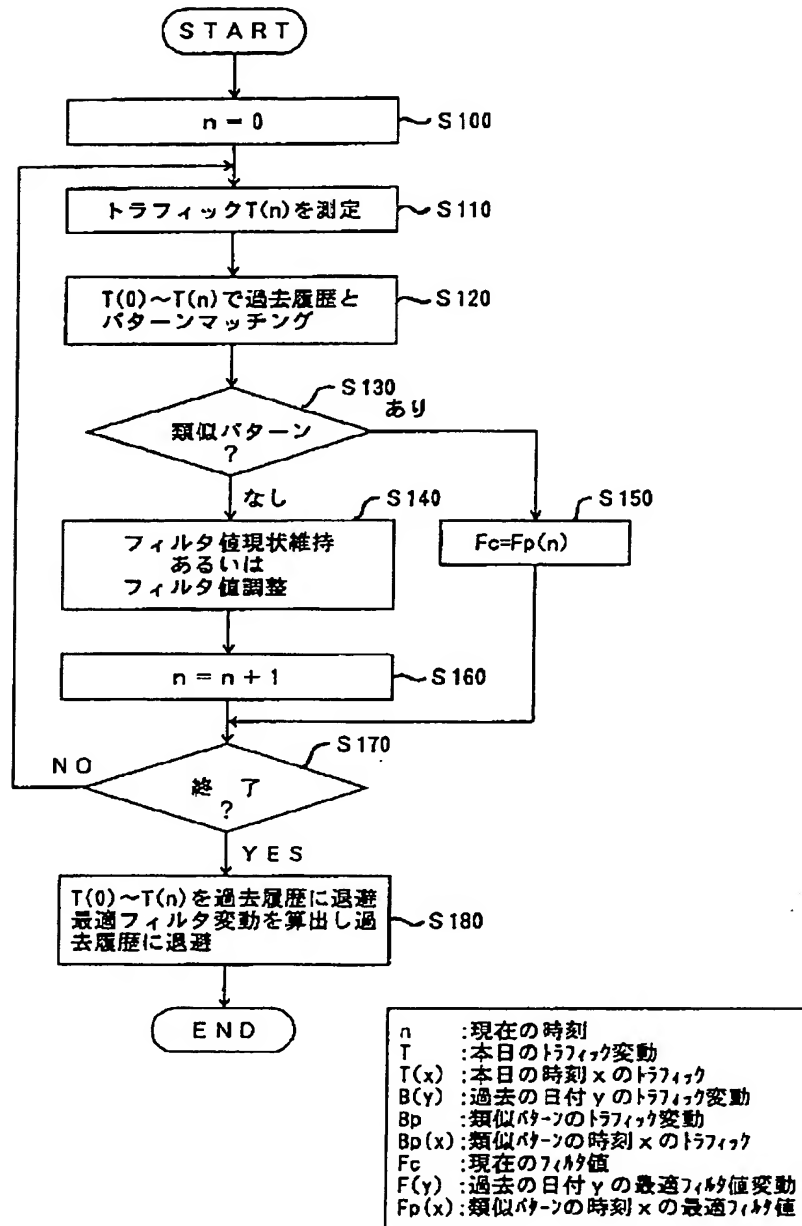 START
n = 0
S100
トラフィックT(n)を測定
S110
T(0)~T(n)で過去履歴と
パターンマッチング
S120
S130
類似パターン
?
あり
なし
S140
フィルタ値現状維持
あるいは
フィルタ値調整
S150
Fc=Fp(n)
n = n + 1
S160
S170
NO
終 了
?
YES
T(0)~T(n)を過去履歴に退避
最適フィルタ変動を算出し過
去履歴に退避
S180
END
n :現在の時刻
T :本日のトラフィック変動
T(x) :本日の時刻xのトラフィック
B(y) :過去の日付yのトラフィック変動
Bp :類似パターンのトラフィック変動
Bp(x) :類似パターンの時刻xのトラフィック
Fc :現在のフィルタ値
F(y) :過去の日付yの最適フィルタ値変動
Fp(x) :類似パターンの時刻xの最適フィルタ値